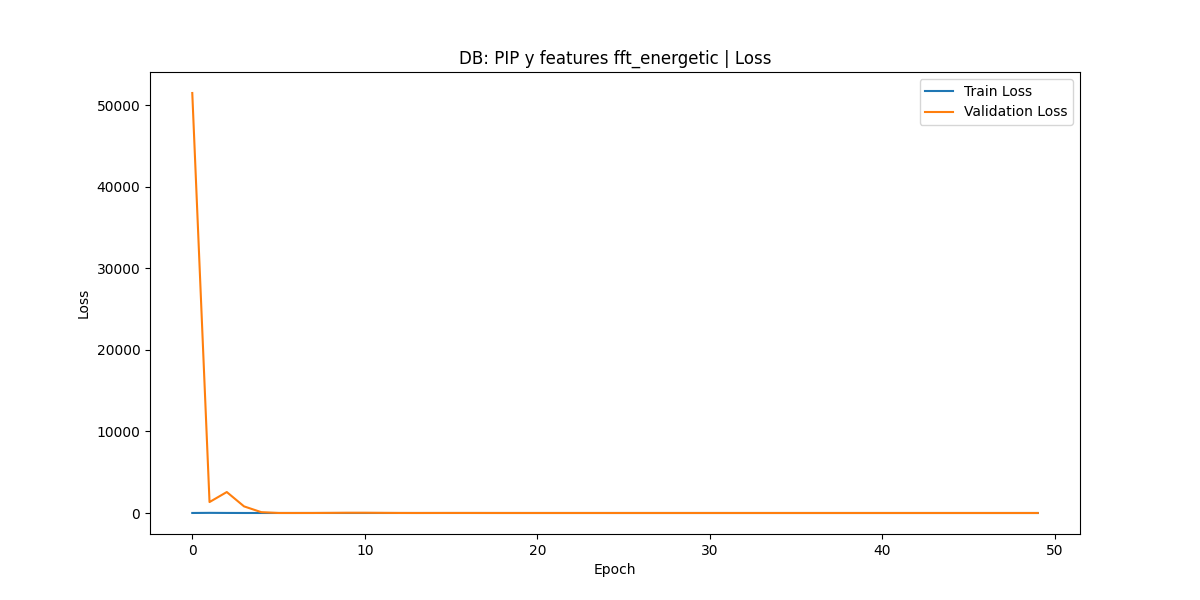 DB: PIP y features fft_energetic | Loss
Train Loss
Validation Loss
50000
40000
30000
20000
10000
0
Loss
0 10 20 30 40 50
Epoch